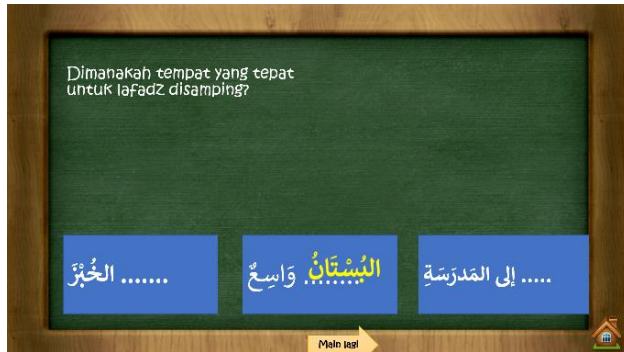 Dimanakah tempat yang tepat
untuk lafadz disamping?
..... إلى المَدرَسَةِ
البُسْتَانُ وَاسِعٌ
....... الخُبْزَ
Main lagi